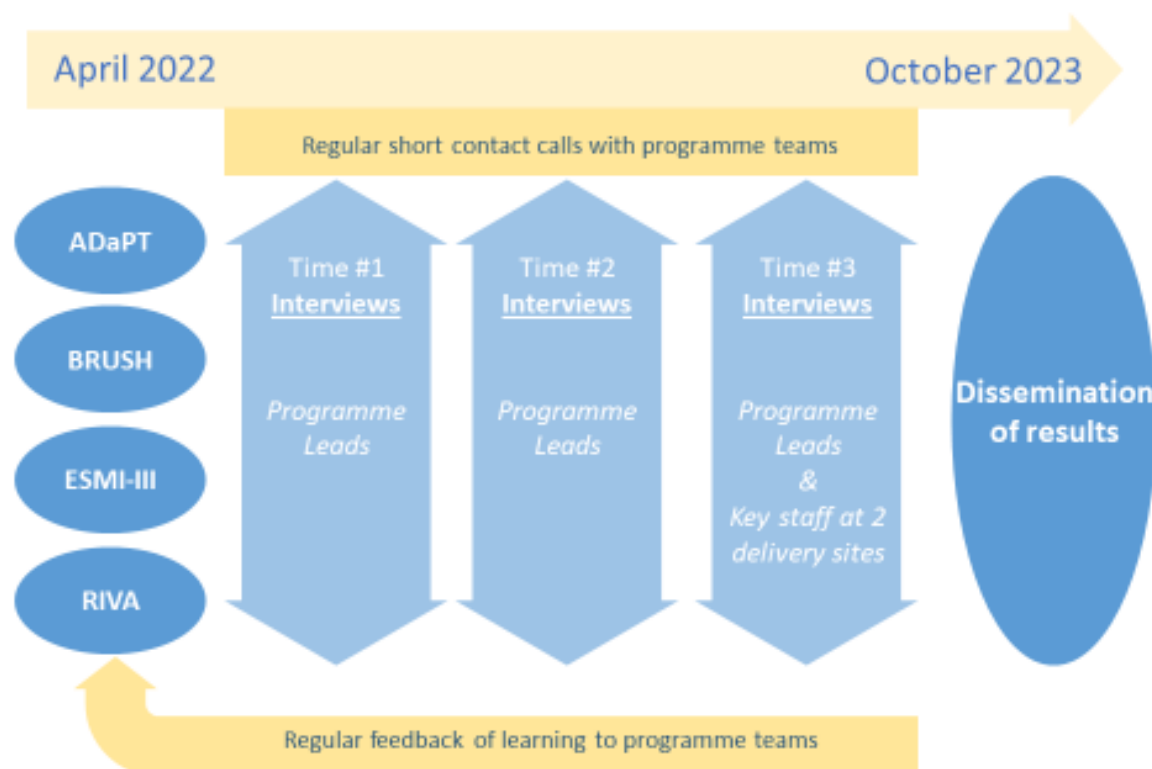 April 2022
October 2023
Regular short contact calls with programme teams
ADaPT
BRUSH
ESMI-III
RIVA
Time #1
Interviews
Programme
Leads
Time #2
Interviews
Programme
Leads
Time #3
Interviews
Programme
Leads
&
Key staff at 2
delivery sites
Dissemination
of results
Regular feedback of learning to programme teams